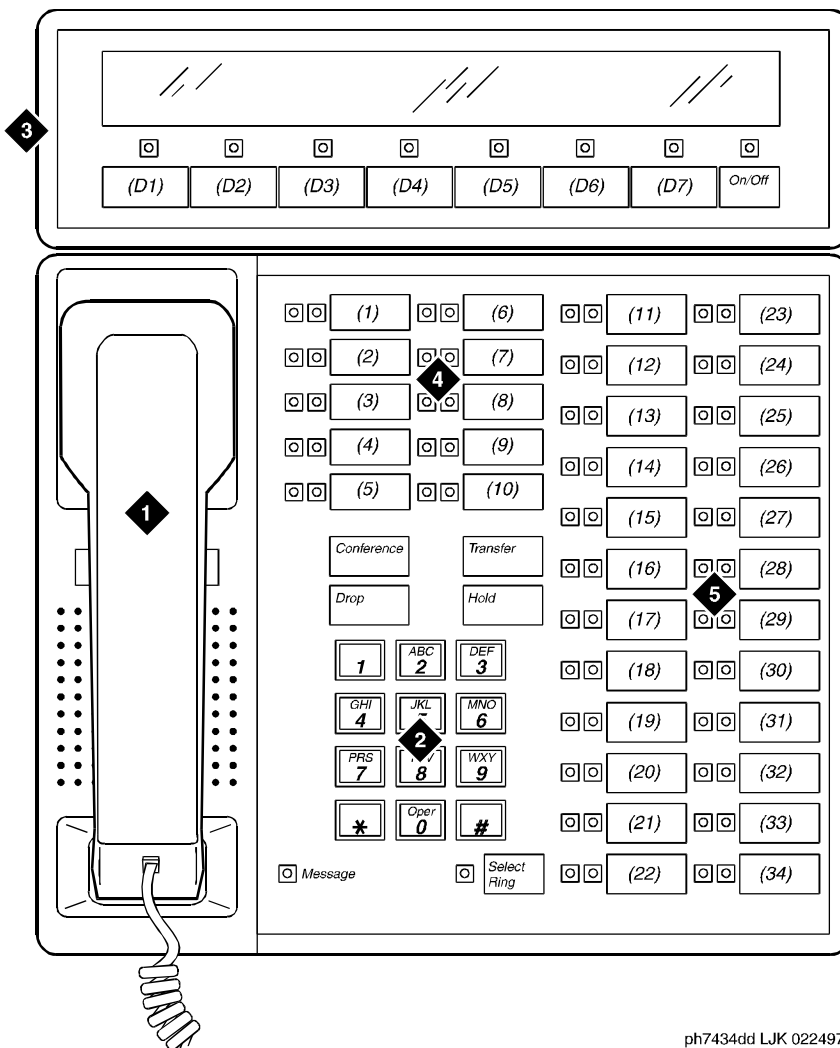 3
(D1) (D2) (D3) (D4) (D5) (D6) (D7) On/Off
(1) (6) (11) (23)
(2) (7) (12) (24)
4
(3) (8) (13) (25)
(4) (9) (14) (26)
(5) (10) (15) (27)
1
Conference Transfer (16) (28)
5
Drop Hold (17) (29)
1 ABC DEF (18) (30)
2 3
GHI JKL MNO (19) (31)
4 6
2
PRS WXY (20) (32)
7 8 9
* Oper # (21) (33)
0
Message Select (22) (34)
Ring
ph7434dd LJK 022497